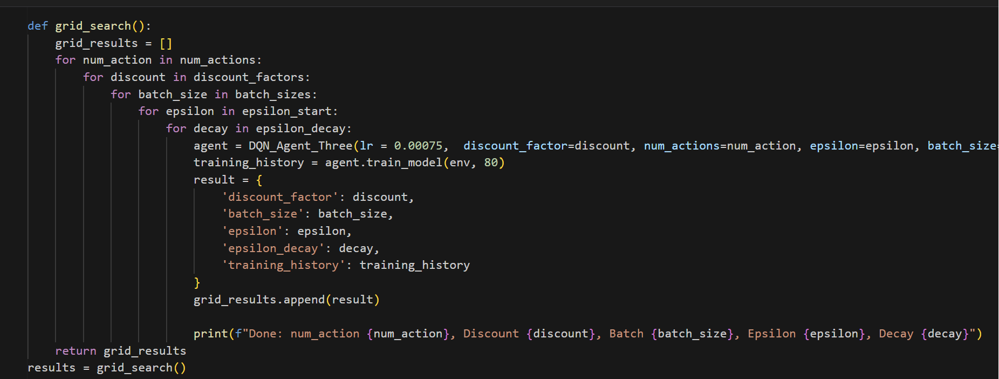 def grid_search():
    grid_results = []
    for num_action in num_actions:
        for discount in discount_factors:
            for batch_size in batch_sizes:
                for epsilon in epsilon_start:
                    for decay in epsilon_decay:
                        agent = DQN_Agent_Three(lr = 0.00075,  discount_factor=discount, num_actions=num_action, epsilon=epsilon, batch_size=
                        training_history = agent.train_model(env, 80)
                        result = {
                            'discount_factor': discount,
                            'batch_size': batch_size,
                            'epsilon': epsilon,
                            'epsilon_decay': decay,
                            'training_history': training_history
                        }
                        grid_results.append(result)

                        print(f"Done: num_action {num_action}, Discount {discount}, Batch {batch_size}, Epsilon {epsilon}, Decay {decay}")
    return grid_results
results = grid_search()